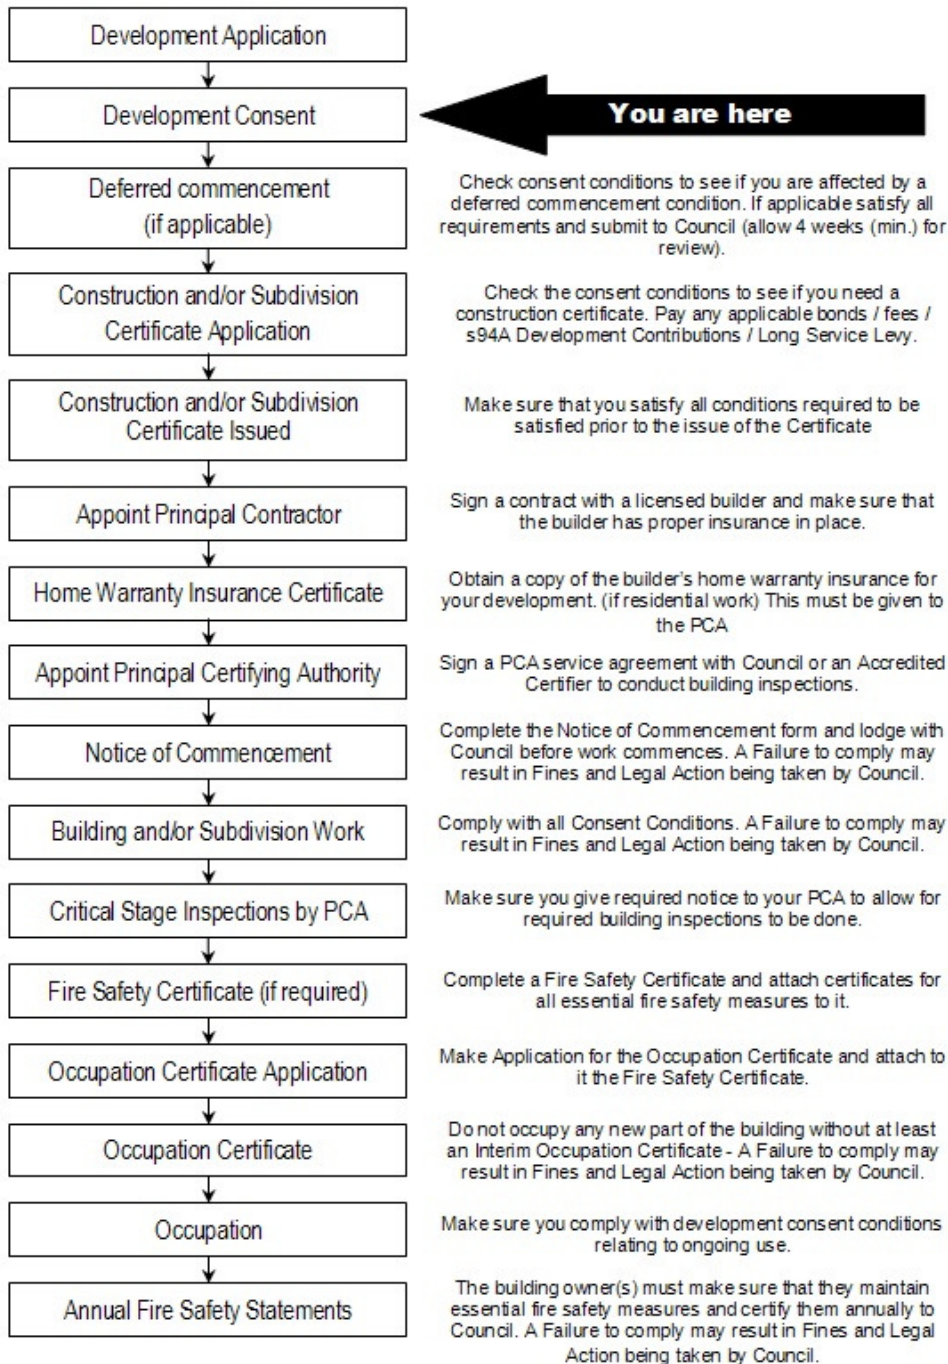 Development Application
Development Consent
You are here
Deferred commencement
(if applicable)
Check consent conditions to see if you are affected by a
deferred commencement condition. If applicable satisfy all
requirements and submit to Council (allow 4 weeks (min.) for
review).
Construction and/or Subdivision
Certificate Application
Check the consent conditions to see if you need a
construction certificate. Pay any applicable bonds / fees /
s94A Development Contributions / Long Service Levy.
Construction and/or Subdivision
Certificate Issued
Make sure that you satisfy all conditions required to be
satisfied prior to the issue of the Certificate
Appoint Principal Contractor
Sign a contract with a licensed builder and make sure that
the builder has proper insurance in place.
Home Warranty Insurance Certificate
Obtain a copy of the builder's home warranty insurance for
your development. (if residential work) This must be given to
the PCA
Appoint Principal Certifying Authority
Sign a PCA service agreement with Council or an Accredited
Certifier to conduct building inspections.
Notice of Commencement
Complete the Notice of Commencement form and lodge with
Council before work commences. A Failure to comply may
result in Fines and Legal Action being taken by Council.
Building and/or Subdivision Work
Comply with all Consent Conditions. A Failure to comply may
result in Fines and Legal Action being taken by Council.
Critical Stage Inspections by PCA
Make sure you give required notice to your PCA to allow for
required building inspections to be done.
Fire Safety Certificate (if required)
Complete a Fire Safety Certificate and attach certificates for
all essential fire safety measures to it.
Occupation Certificate Application
Make Application for the Occupation Certificate and attach to
it the Fire Safety Certificate.
Occupation Certificate
Do not occupy any new part of the building without at least
an Interim Occupation Certificate - A Failure to comply may
result in Fines and Legal Action being taken by Council.
Occupation
Make sure you comply with development consent conditions
relating to ongoing use.
Annual Fire Safety Statements
The building owner(s) must make sure that they maintain
essential fire safety measures and certify them annually to
Council. A Failure to comply may result in Fines and Legal
Action being taken by Council.